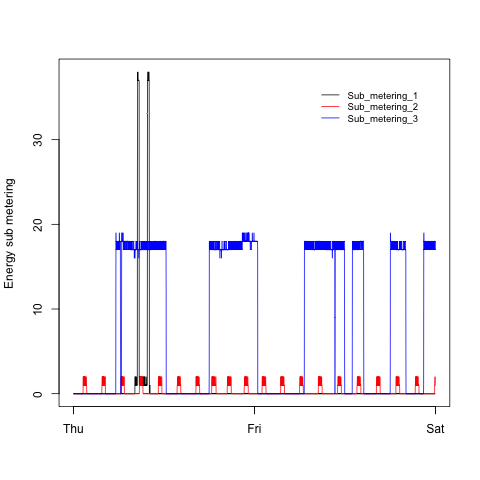 Sub_metering_1
Sub_metering_2
Sub_metering_3
Energy sub metering
30
20
10
0
Thu Fri Sat